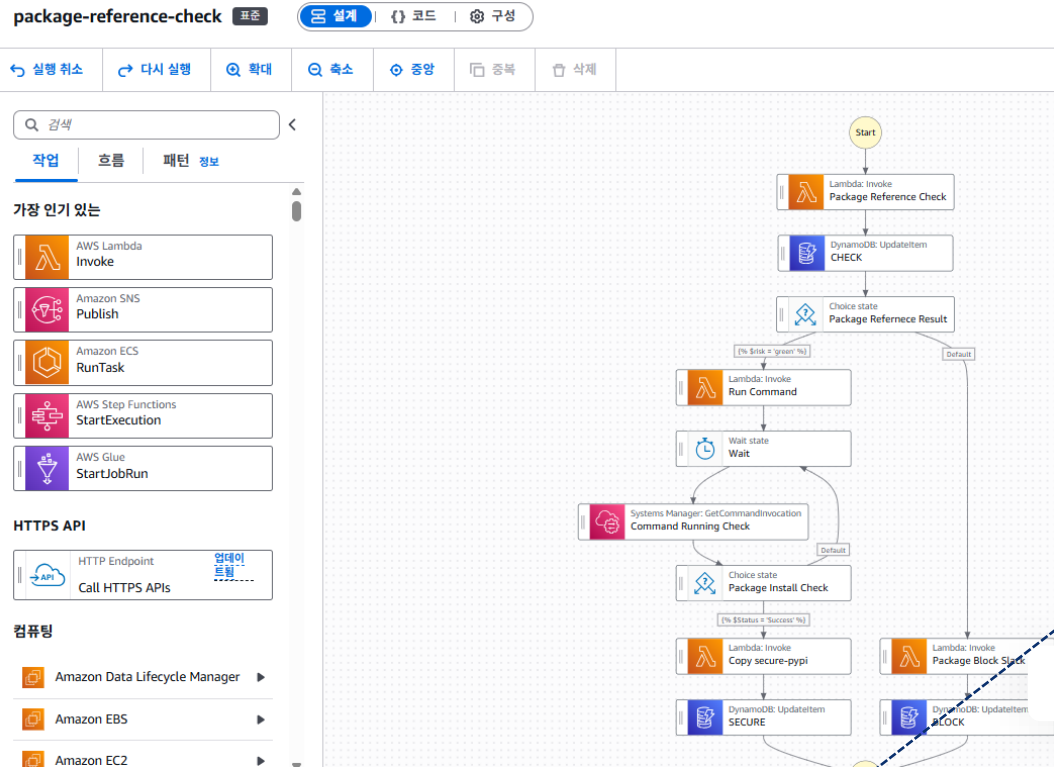 package-reference-check 표준 설계 {} 코드 구성
실행 취소 다시 실행 확대 축소 중앙 중복 삭제
검색
작업 흐름 패턴 정보
가장 인기 있는
AWS Lambda
Invoke
Amazon SNS
Publish
Amazon ECS
RunTask
AWS Step Functions
StartExecution
AWS Glue
StartJobRun
HTTPS API
API
HTTP Endpoint
Call HTTPS APIs
업데이
트됨
컴퓨팅
Amazon Data Lifecycle Manager
Amazon EBS
Amazon EC2
Start
Lambda: Invoke
Package Reference Check
DynamoDB: UpdateItem
CHECK
Choice state
Package Refernece Result
{% $risk = 'green' %}
Default
Lambda: Invoke
Run Command
Wait state
Wait
Systems Manager: GetCommandInvocation
Command Running Check
Default
Choice state
Package Install Check
{% $Status = 'Success' %}
Lambda: Invoke
Copy secure-pypi
Lambda: Invoke
Package Block Slack
DynamoDB: UpdateItem
SECURE
DynamoDB: UpdateItem
BLOCK